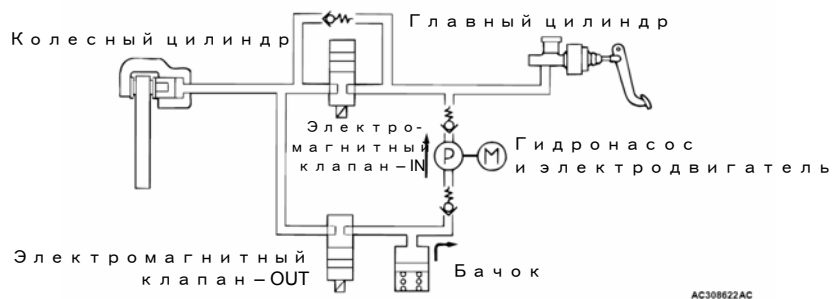 Главный цилиндр
Колесный цилиндр
Электро-
магнитный
клапан – IN
P
M
Гидронасос
и электродвигатель
Электромагнитный
клапан – OUT
Бачок
AC308622AC